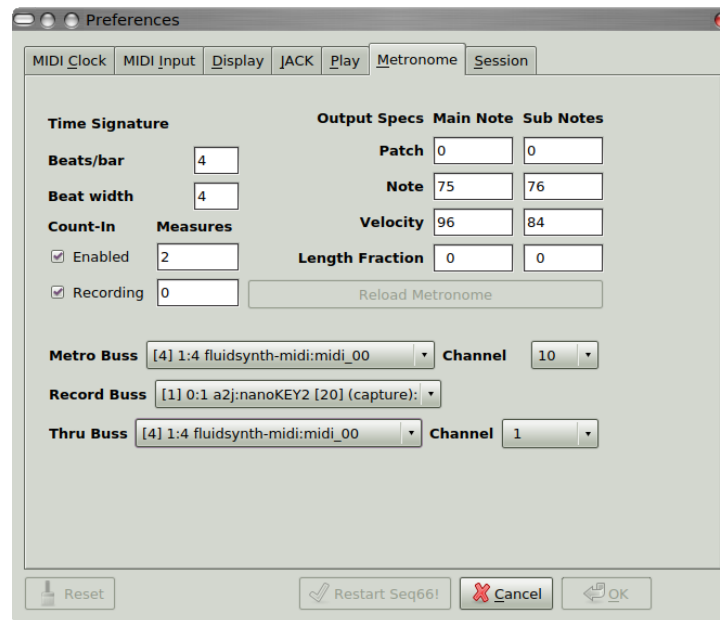 Preferences
MIDI Clock MIDI Input Display JACK Play Metronome Session
Time Signature Output Specs Main Note Sub Notes
Beats/bar 4 Patch 0 0
Beat width 4 Note 75 76
Count-In Measures Velocity 96 84
Enabled 2 Length Fraction 0 0
Recording 0 Reload Metronome
Metro Buss [4] 1:4 fluidsynth-midi:midi_00 Channel 10
Record Buss [1] 0:1 a2j:nanoKEY2 [20] (capture):
Thru Buss [4] 1:4 fluidsynth-midi:midi_00 Channel 1
Reset Restart Seq66! Cancel OK